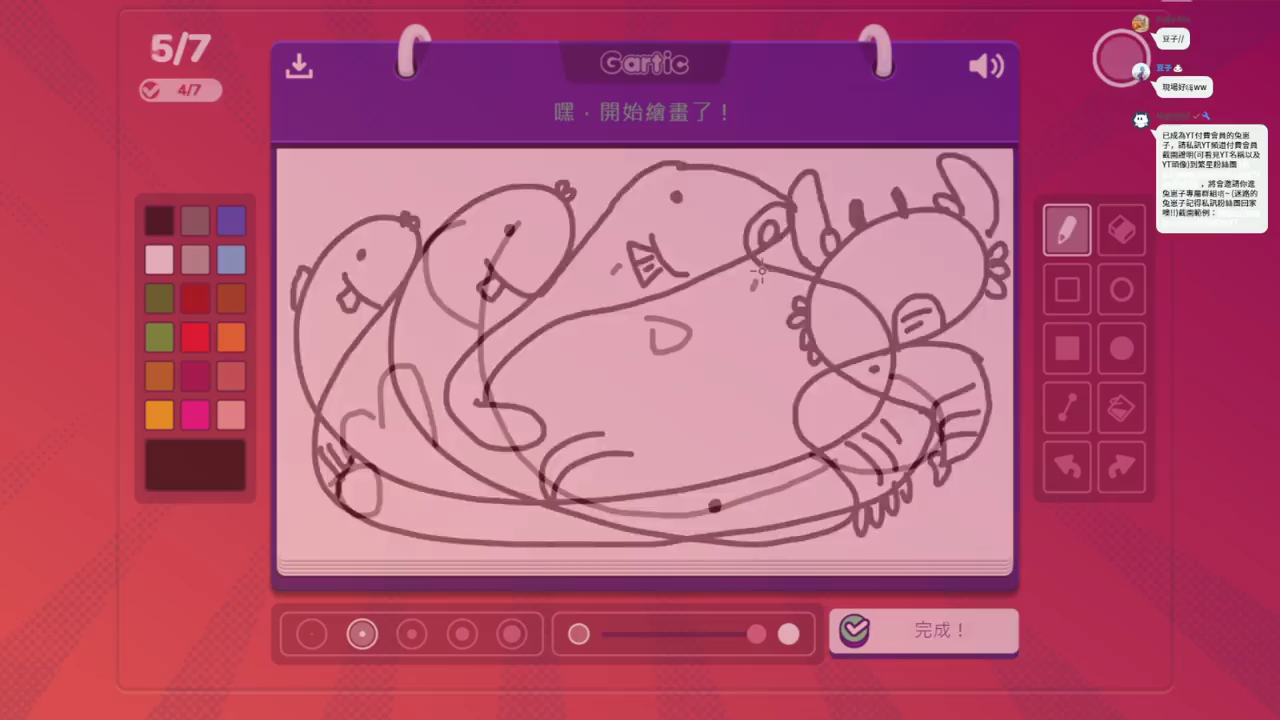 5/7
4/7
Gartic
嘿，開始繪畫了！
豆子//
豆子
現場好
ww
已成為YT付費會員的兔崽
子，請私訊YT頻道付費會員
截圖證明(可看見YT名稱以及
YT頭像)到繁星粉絲團
，將會邀請你進
兔崽子專屬群組唷~(迷路的
兔崽子記得私訊粉絲團回家
噢!!)截圖範例：
完成！